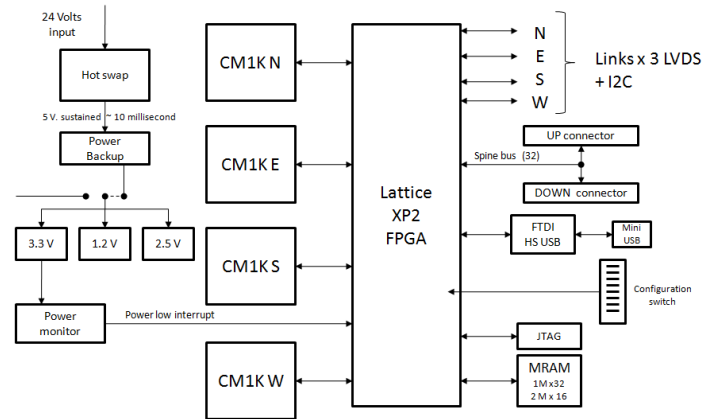 24 Volts
input
Hot swap
5 V. sustained ~ 10 millisecond
Power
Backup
3.3 V
1.2 V
2.5 V
Power
monitor
Power low interrupt
CM1K N
CM1K E
CM1K S
CM1K W
Lattice
XP2
FPGA
N
E
S
W
Links x 3 LVDS
+ I2C
UP connector
Spine bus (32)
DOWN connector
FTDI
HS USB
Mini
USB
Configuration
switch
JTAG
MRAM
1M x32
2 M x 16